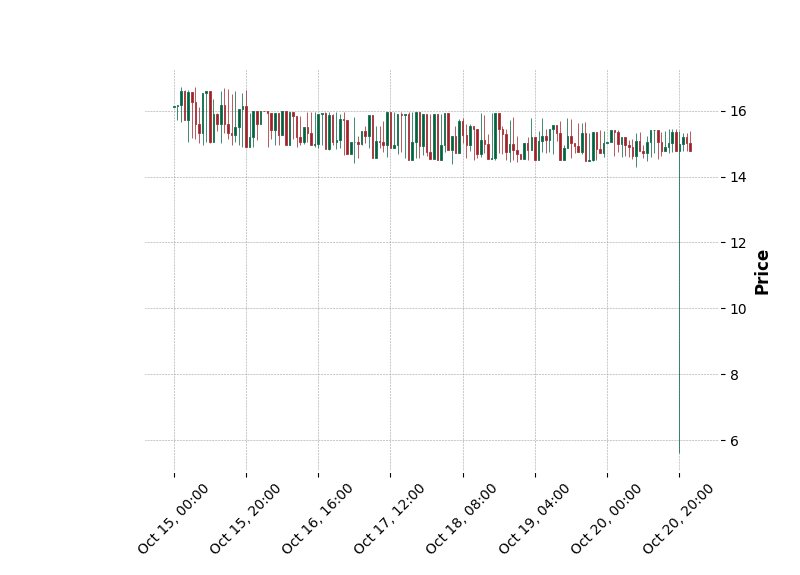 16
14
12
10
8
6
Price
Oct 15, 00:00
Oct 15, 20:00
Oct 16, 16:00
Oct 17, 12:00
Oct 18, 08:00
Oct 19, 04:00
Oct 20, 00:00
Oct 20, 20:00